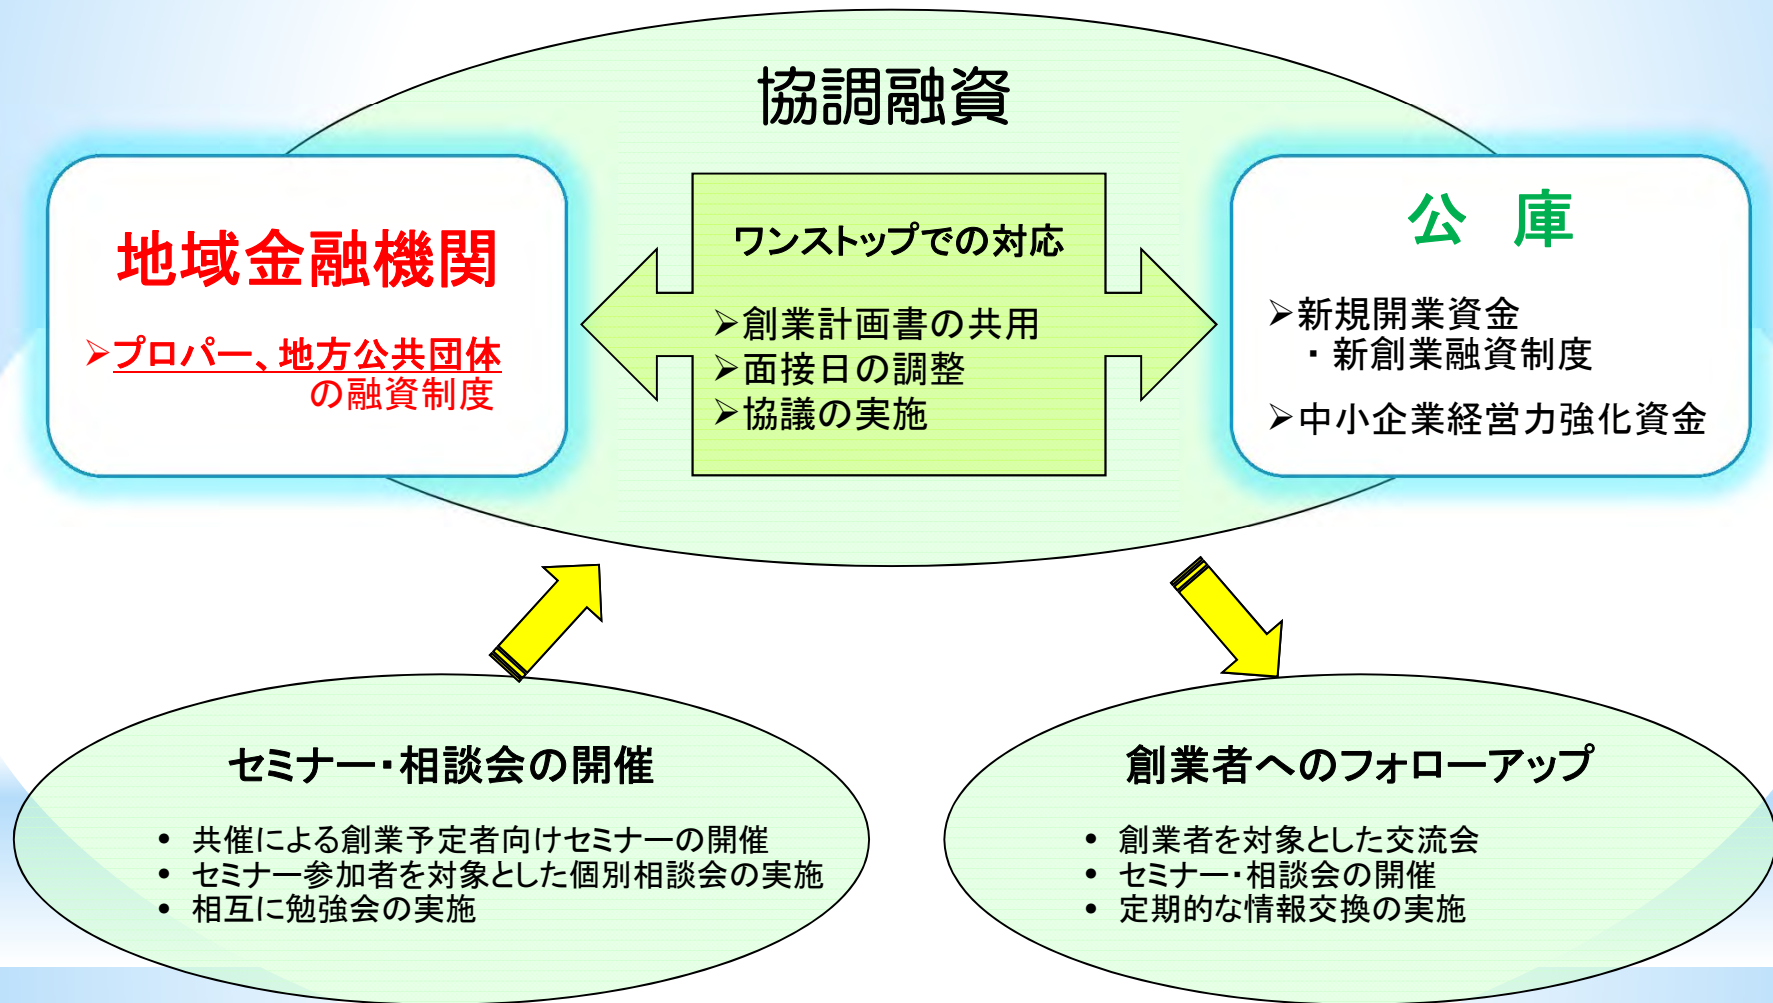 協調融資
地域金融機関
➢プロパー、地方公共団体
の融資制度
ワンストップでの対応
➢創業計画書の共用
➢面接日の調整
➢協議の実施
公　庫
➢新規開業資金
・新創業融資制度
➢中小企業経営力強化資金
セミナー・相談会の開催
• 共催による創業予定者向けセミナーの開催
• セミナー参加者を対象とした個別相談会の実施
• 相互に勉強会の実施
創業者へのフォローアップ
• 創業者を対象とした交流会
• セミナー・相談会の開催
• 定期的な情報交換の実施